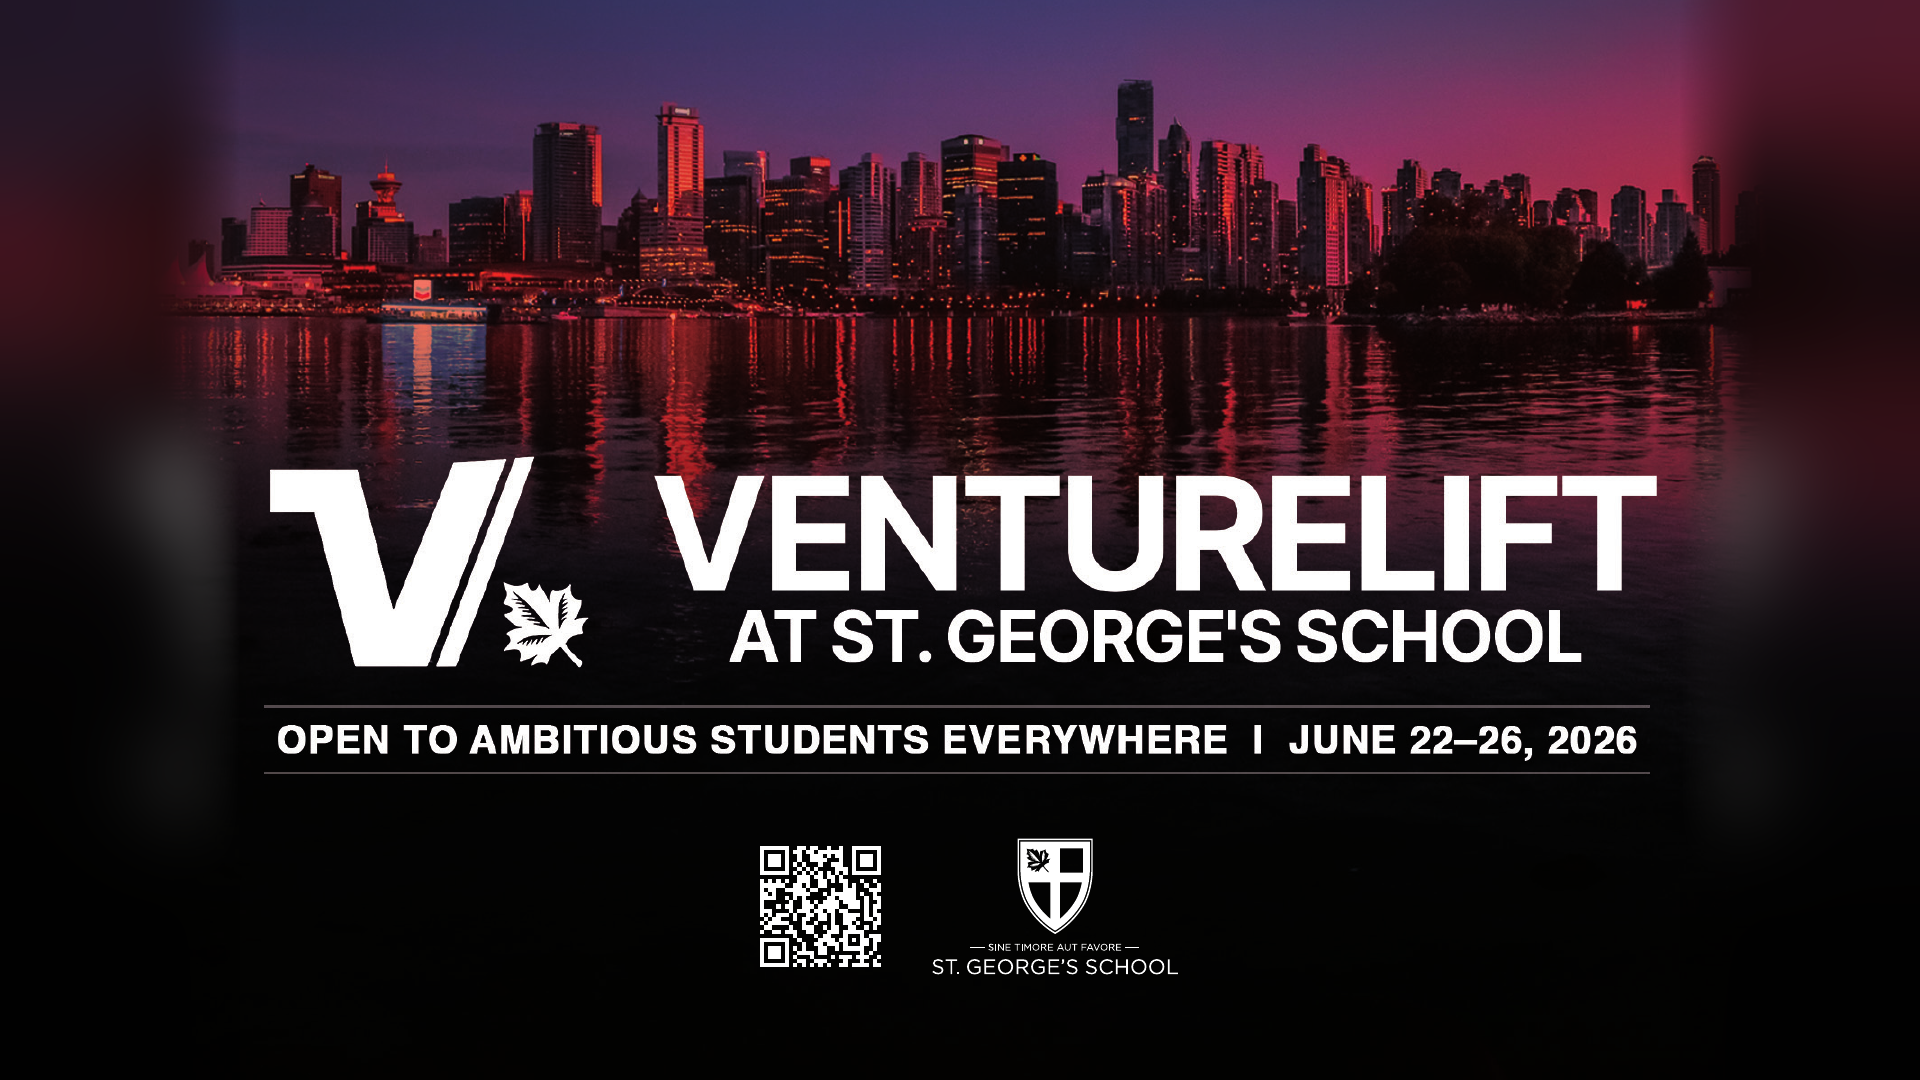 VENTURELIFT
AT ST. GEORGE'S SCHOOL
OPEN TO AMBITIOUS STUDENTS EVERYWHERE | JUNE 22–26, 2026
SINE TIMORE AUT FAVORE
ST. GEORGE'S SCHOOL